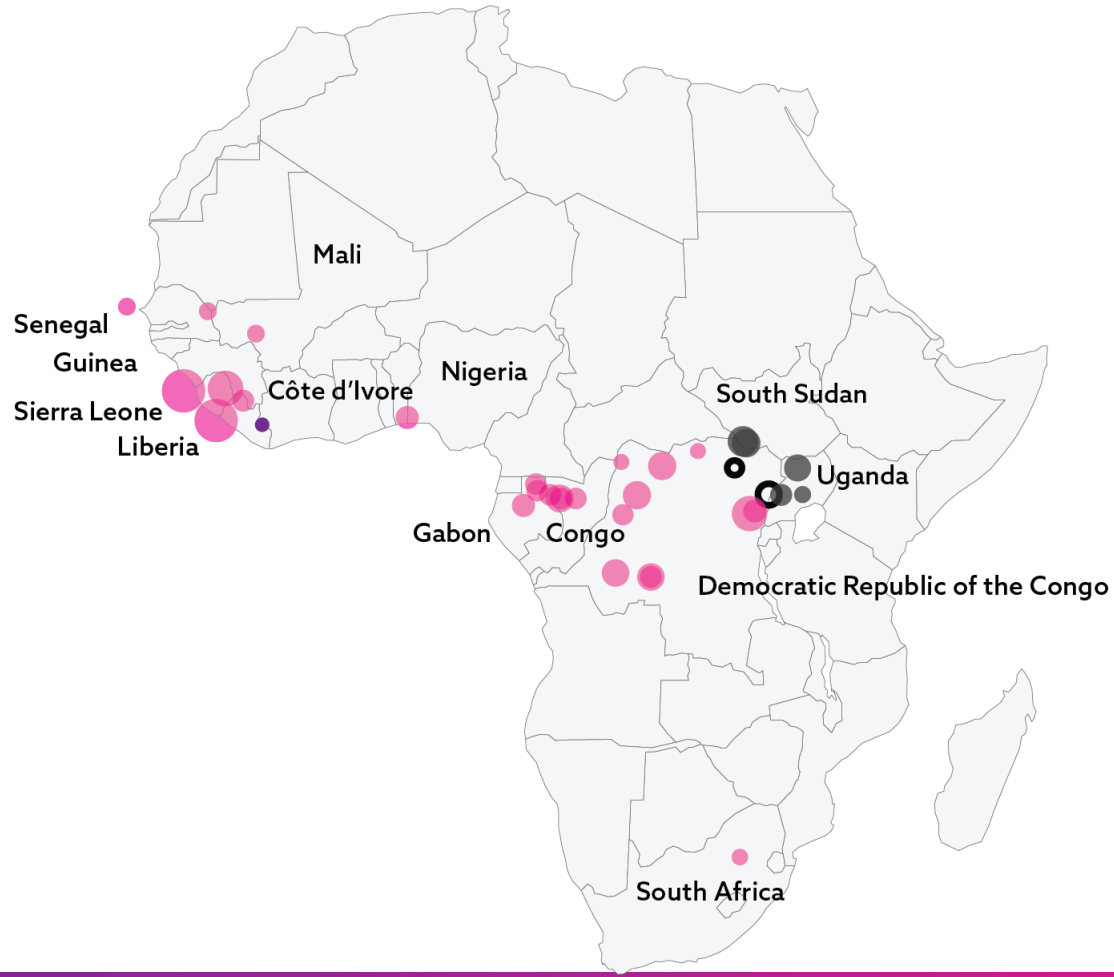 Mali
Senegal
Guinea
Nigeria
Côte d’Ivore
South Sudan
Sierra Leone
Liberia
Uganda
Gabon
Congo
Democratic Republic of the Congo
South Africa